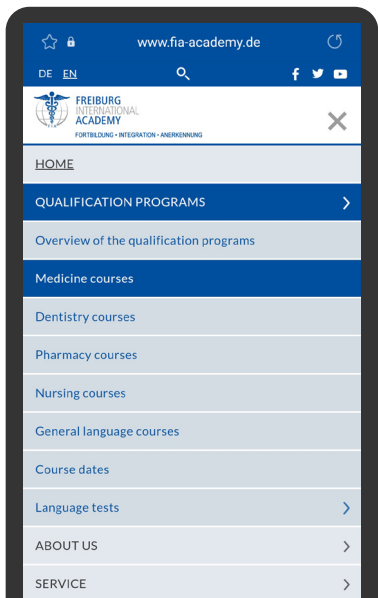 www.fia-academy.de
DE EN
FREIBURG
INTERNATIONAL
ACADEMY
FORTBILDUNG • INTEGRATION • ANERKENNUNG
HOME
QUALIFICATION PROGRAMS
Overview of the qualification programs
Medicine courses
Dentistry courses
Pharmacy courses
Nursing courses
General language courses
Course dates
Language tests
ABOUT US
SERVICE